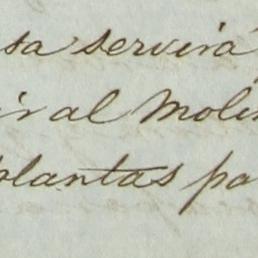 sa servirá
ir al Molin
plantas pa